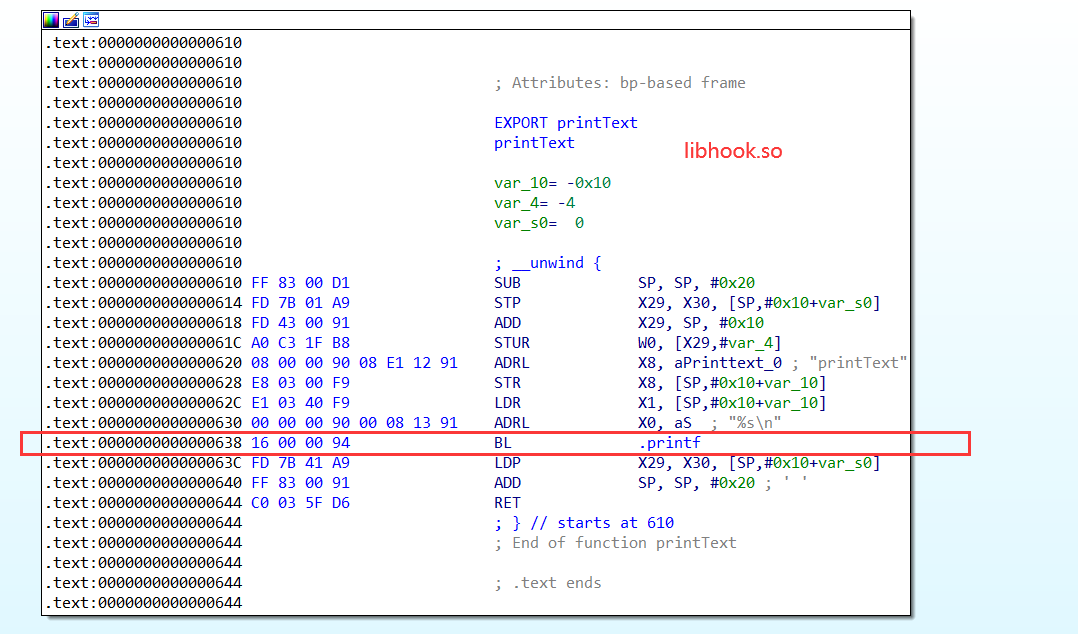 .text:0000000000000610
.text:0000000000000610
.text:0000000000000610 ; Attributes: bp-based frame
.text:0000000000000610
.text:0000000000000610 EXPORT printText
.text:0000000000000610 printText
libhook.so
.text:0000000000000610
.text:0000000000000610 var_10= -0x10
.text:0000000000000610 var_4= -4
.text:0000000000000610 var_s0=  0
.text:0000000000000610
.text:0000000000000610 ; __unwind {
.text:0000000000000610 FF 83 00 D1 SUB SP, SP, #0x20
.text:0000000000000614 FD 7B 01 A9 STP X29, X30, [SP,#0x10+var_s0]
.text:0000000000000618 FD 43 00 91 ADD X29, SP, #0x10
.text:000000000000061C A0 C3 1F B8 STUR W0, [X29,#var_4]
.text:0000000000000620 08 00 00 90 08 E1 12 91 ADRL X8, aPrinttext_0 ; "printText"
.text:0000000000000628 E8 03 00 F9 STR X8, [SP,#0x10+var_10]
.text:000000000000062C E1 03 40 F9 LDR X1, [SP,#0x10+var_10]
.text:0000000000000630 00 00 00 90 00 08 13 91 ADRL X0, aS ; "%s\n"
.text:0000000000000638 16 00 00 94 BL .printf
.text:000000000000063C FD 7B 41 A9 LDP X29, X30, [SP,#0x10+var_s0]
.text:0000000000000640 FF 83 00 91 ADD SP, SP, #0x20 ; ' '
.text:0000000000000644 C0 03 5F D6 RET
.text:0000000000000644 ; } // starts at 610
.text:0000000000000644 ; End of function printText
.text:0000000000000644
.text:0000000000000644 ; .text ends
.text:0000000000000644